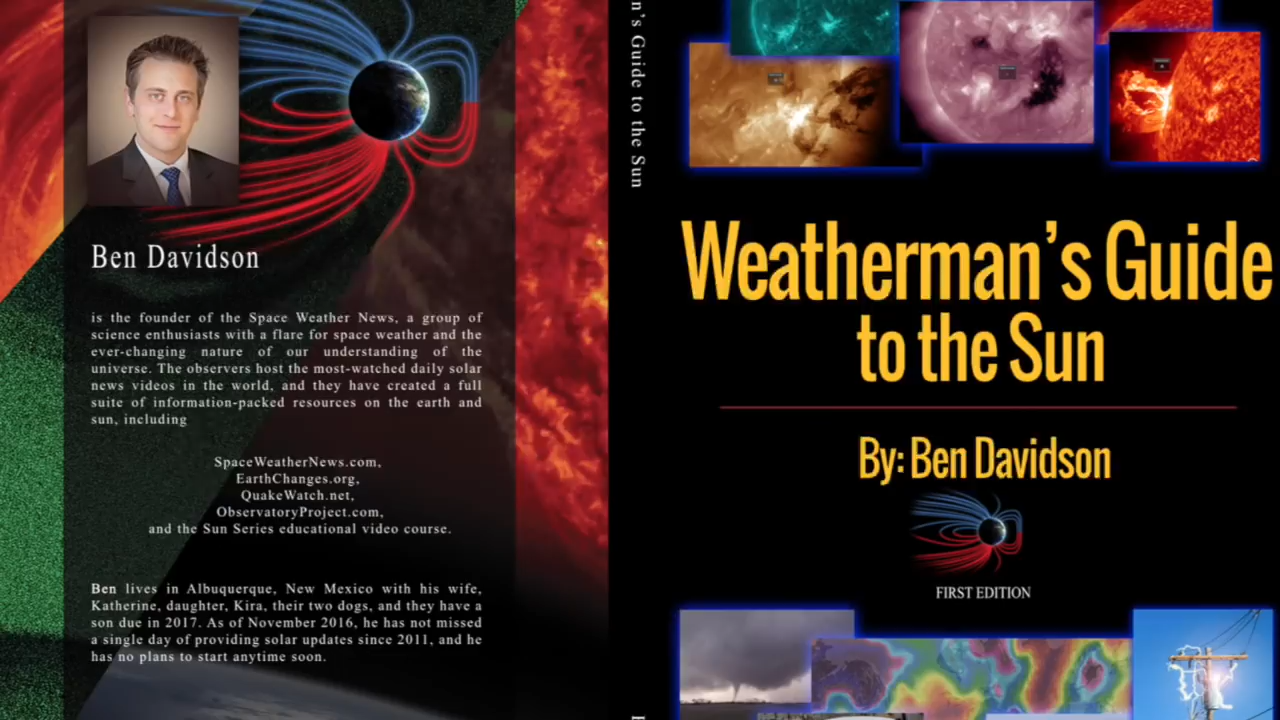 Ben Davidson
is the founder of the Space Weather News, a group of
science enthusiasts with a flare for space weather and the
ever-changing nature of our understanding of the
universe. The observers host the most-watched daily solar
news videos in the world, and they have created a full
suite of information-packed resources on the earth and
sun, including
SpaceWeatherNews.com,
EarthChanges.org,
QuakeWatch.net,
ObservatoryProject.com,
and the Sun Series educational video course.
Ben lives in Albuquerque, New Mexico with his wife,
Katherine, daughter, Kira, their two dogs, and they have a
son due in 2017. As of November 2016, he has not missed
a single day of providing solar updates since 2011, and he
has no plans to start anytime soon.
n's Guide to the Sun
Weatherman's Guide
to the Sun
By: Ben Davidson
FIRST EDITION